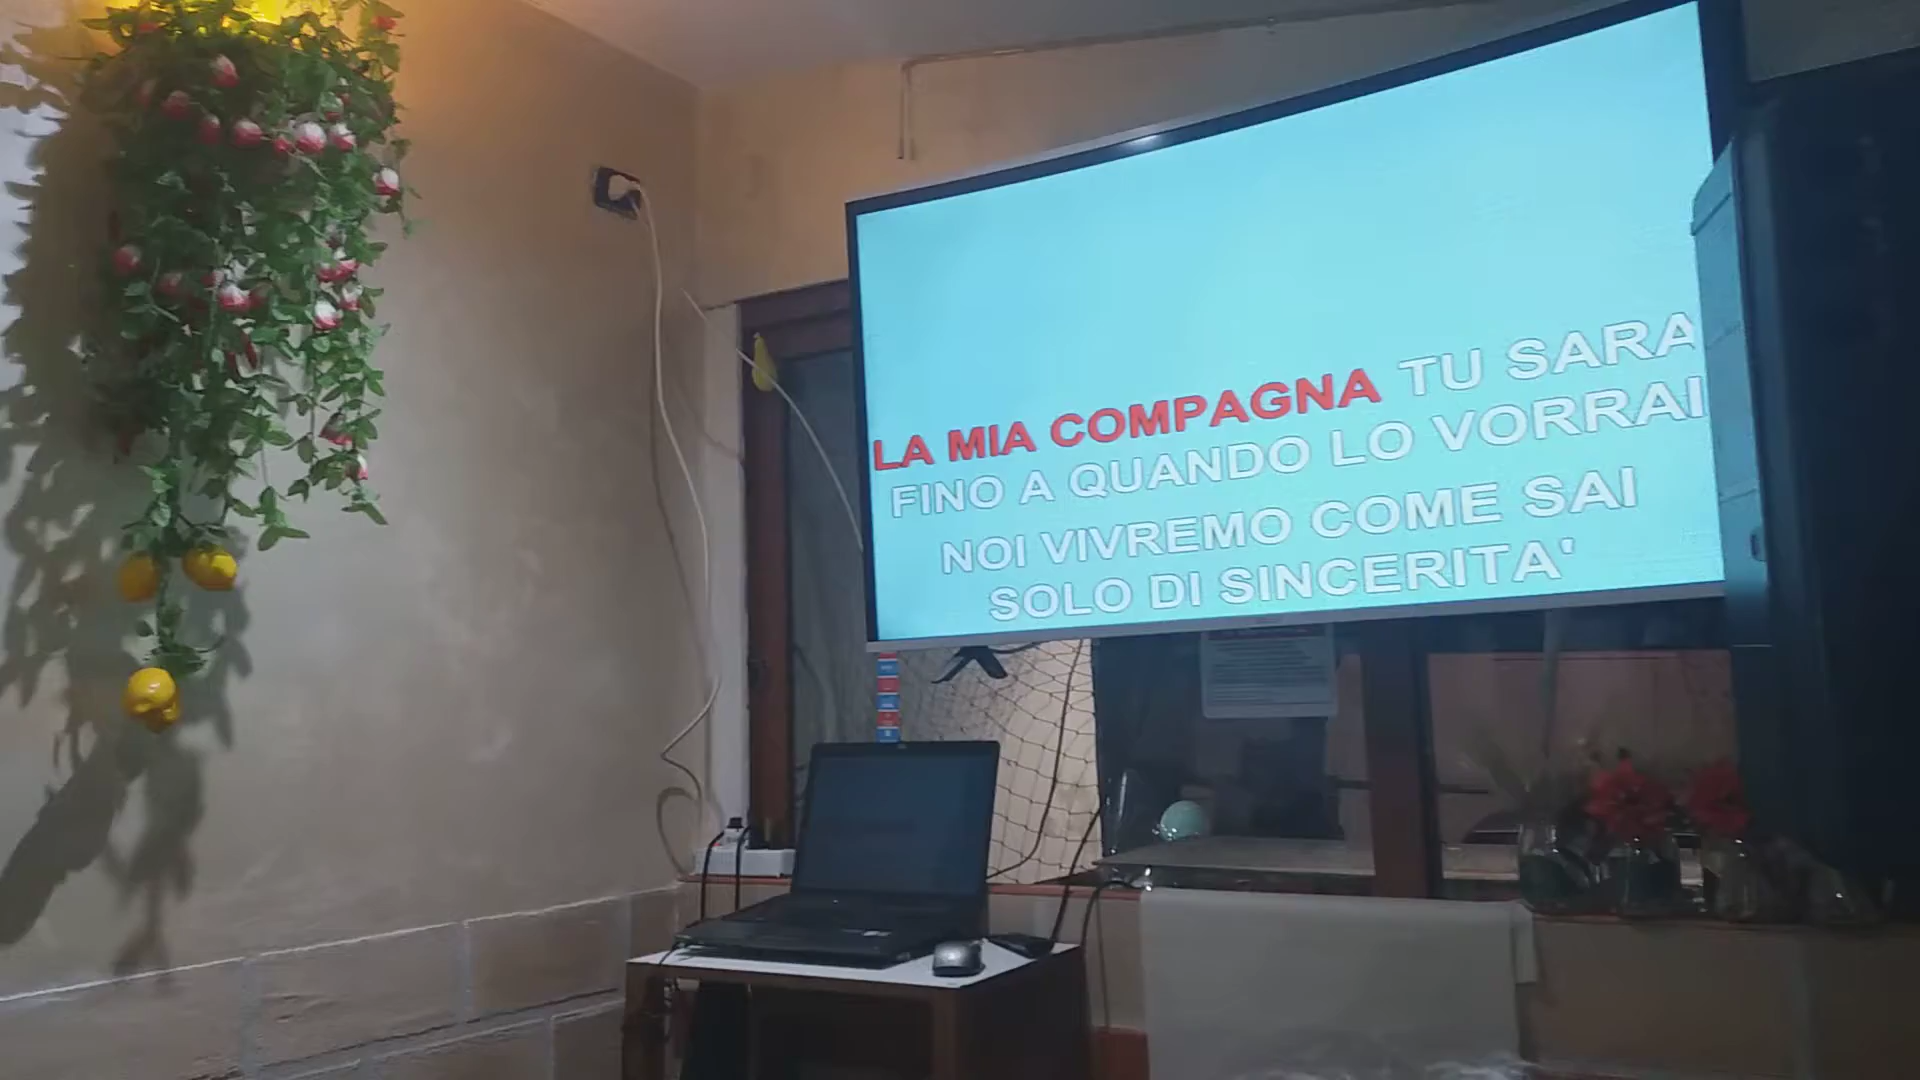 LA MIA COMPAGNA TU SARA
FINO A QUANDO LO VORRAI
NOI VIVREMO COME SAI
SOLO DI SINCERITA'